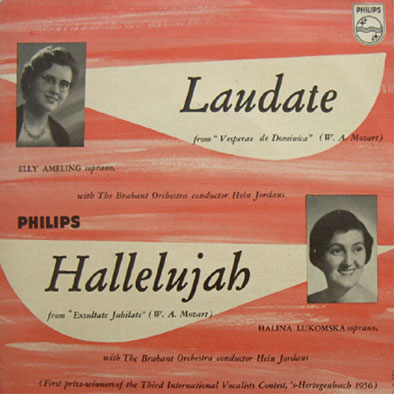 PHILIPS
Laudate
from "Vesperae de Dominica" (W. A. Mozart)
ELLY AMELING soprano,
with The Brabant Orchestra conductor Hein Jordans
PHILIPS
Hallelujah
from "Exsultate Jubilate" (W. A. Mozart)
HALINA LUKOMSKA soprano,
with The Brabant Orchestra conductor Hein Jordans
(First prize-winners of the Third International Vocalists Contest, 's-Hertogenbosch 1956)